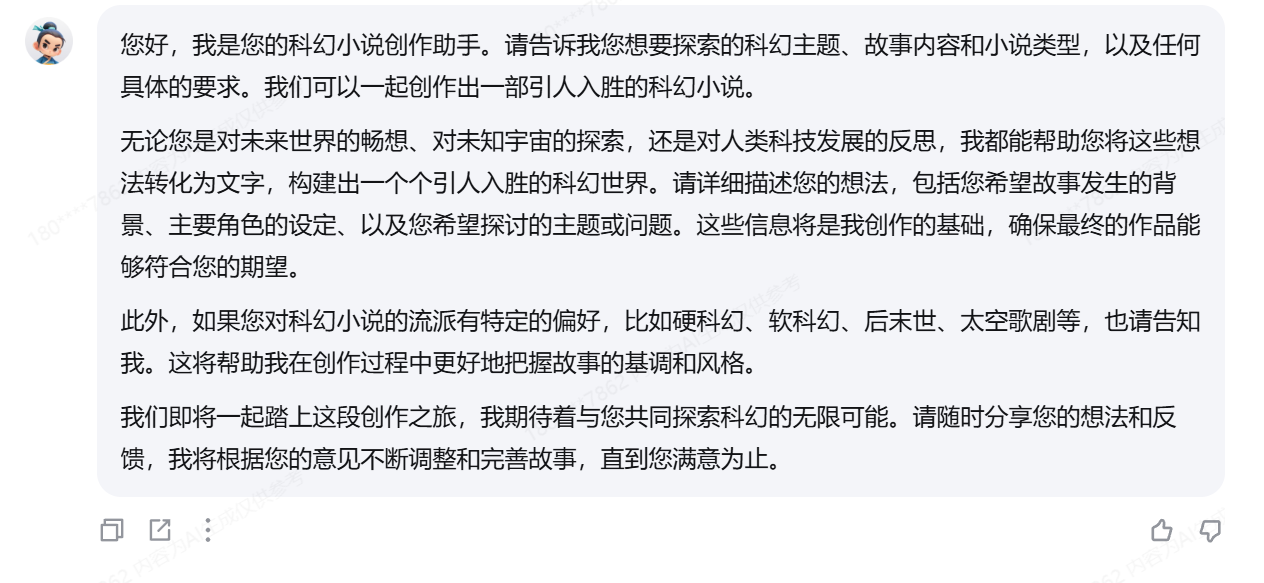 您好，我是您的科幻小说创作助手。请告诉我您想要探索的科幻主题、故事内容和小说类型，以及任何
具体的要求。我们可以一起创作出一部引人入胜的科幻小说。
无论您是对未来世界的畅想、对未知宇宙的探索，还是对人类科技发展的反思，我都能帮助您将这些想
法转化为文字，构建出一个个引人入胜的科幻世界。请详细描述您的想法，包括您希望故事发生的背
景、主要角色的设定、以及您希望探讨的主题或问题。这些信息将是我创作的基础，确保最终的作品能
够符合您的期望。
此外，如果您对科幻小说的流派有特定的偏好，比如硬科幻、软科幻、后末世、太空歌剧等，也请告知
我。这将帮助我在创作过程中更好地把握故事的基调和风格。
我们即将一起踏上这段创作之旅，我期待着与您共同探索科幻的无限可能。请随时分享您的想法和反
馈，我将根据您的意见不断调整和完善故事，直到您满意为止。